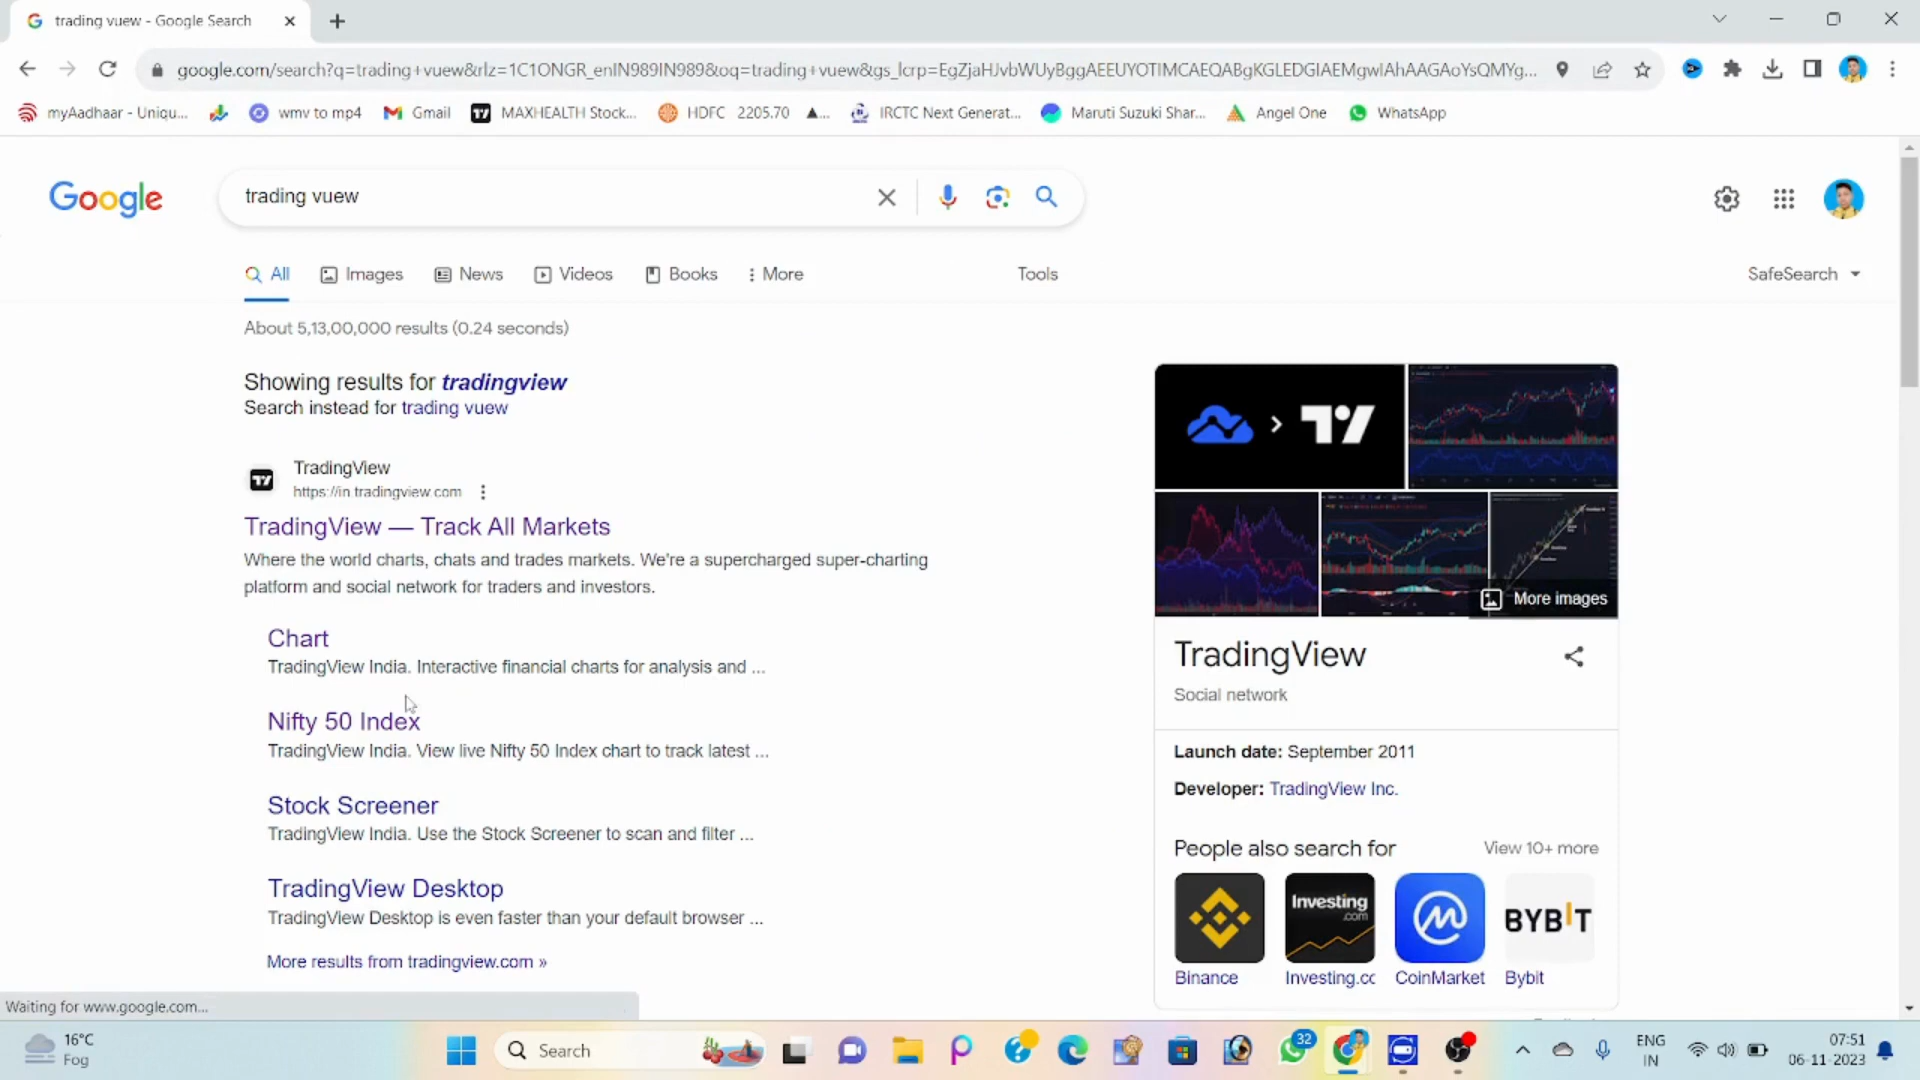 trading vuew - Google Search
google.com/search?q=trading+vuew&rlz=1C1ONGR_enIN989IN989&oq=trading+vuew&gs_lcrp=EgZjaHJvbWUyBggAEEUYOTIMCAEQABgKGLEDGIAEMgwIAhAAGAoYsQMYg...
myAadhaar - Uniqu... wmv to mp4 Gmail MAXHEALTH Stock... HDFC 2205.70 ▲... IRCTC Next Generat... Maruti Suzuki Shar... Angel One WhatsApp
Google
trading vuew
All Images News Videos Books More Tools SafeSearch
About 5,13,00,000 results (0.24 seconds)
Showing results for tradingview
Search instead for trading vuew
TradingView
https://in.tradingview.com
TradingView — Track All Markets
Where the world charts, chats and trades markets. We're a supercharged super-charting
platform and social network for traders and investors.
Chart
TradingView India. Interactive financial charts for analysis and ...
Nifty 50 Index
TradingView India. View live Nifty 50 Index chart to track latest ...
Stock Screener
TradingView India. Use the Stock Screener to scan and filter ...
TradingView Desktop
TradingView Desktop is even faster than your default browser ...
More results from tradingview.com »
More images
TradingView
Social network
Launch date: September 2011
Developer: TradingView Inc.
People also search for
View 10+ more
Investing
.com
BYBIT
Binance Investing.cc CoinMarket Bybit
Waiting for www.google.com...
16°C
Fog
Search
32
ENG
IN
07:51
06-11-2023